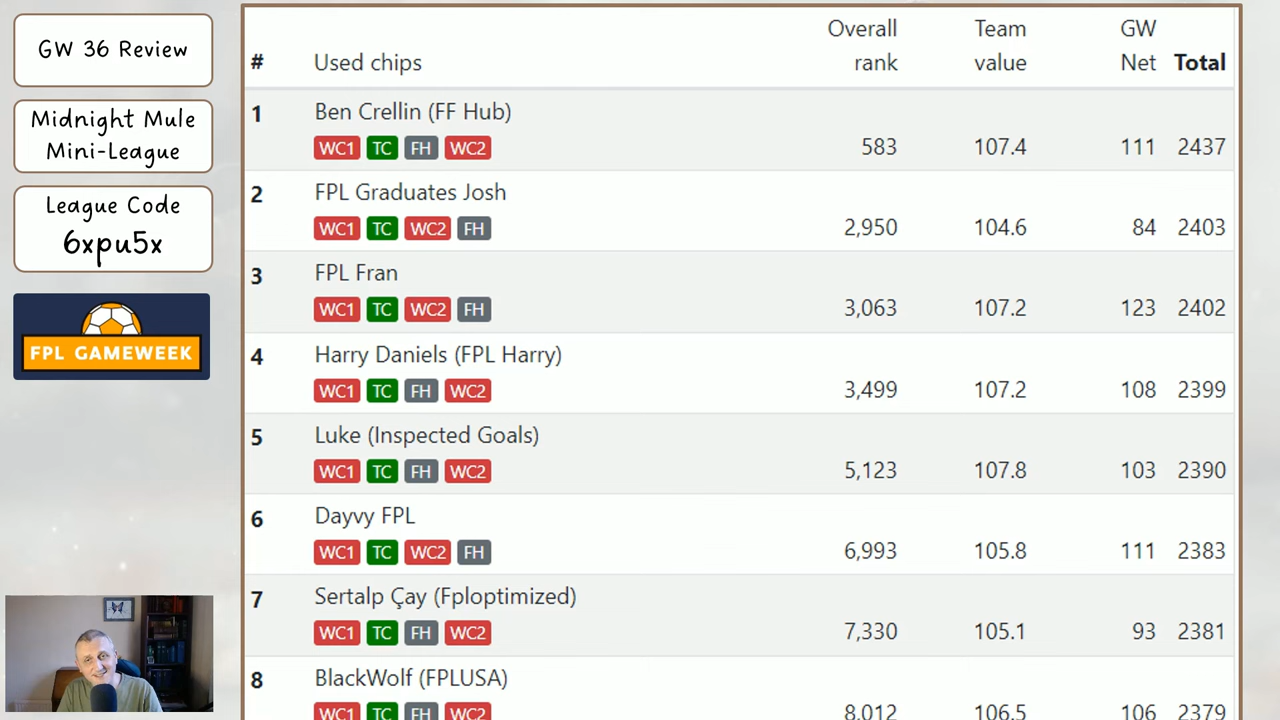 GW 36 Review
Midnight Mule
Mini-League
League Code
6xpu5x
FPL GAMEWEEK
# Used chips Overall rank Team value GW Net Total
1 Ben Crellin (FF Hub)
WC1 TC FH WC2 583 107.4 111 2437
2 FPL Graduates Josh
WC1 TC WC2 FH 2,950 104.6 84 2403
3 FPL Fran
WC1 TC WC2 FH 3,063 107.2 123 2402
4 Harry Daniels (FPL Harry)
WC1 TC FH WC2 3,499 107.2 108 2399
5 Luke (Inspected Goals)
WC1 TC FH WC2 5,123 107.8 103 2390
6 Dayvy FPL
WC1 TC WC2 FH 6,993 105.8 111 2383
7 Sertalp Çay (Fploptimized)
WC1 TC FH WC2 7,330 105.1 93 2381
8 BlackWolf (FPLUSA)
WC1 TC FH WC2 8,012 106.5 106 2379